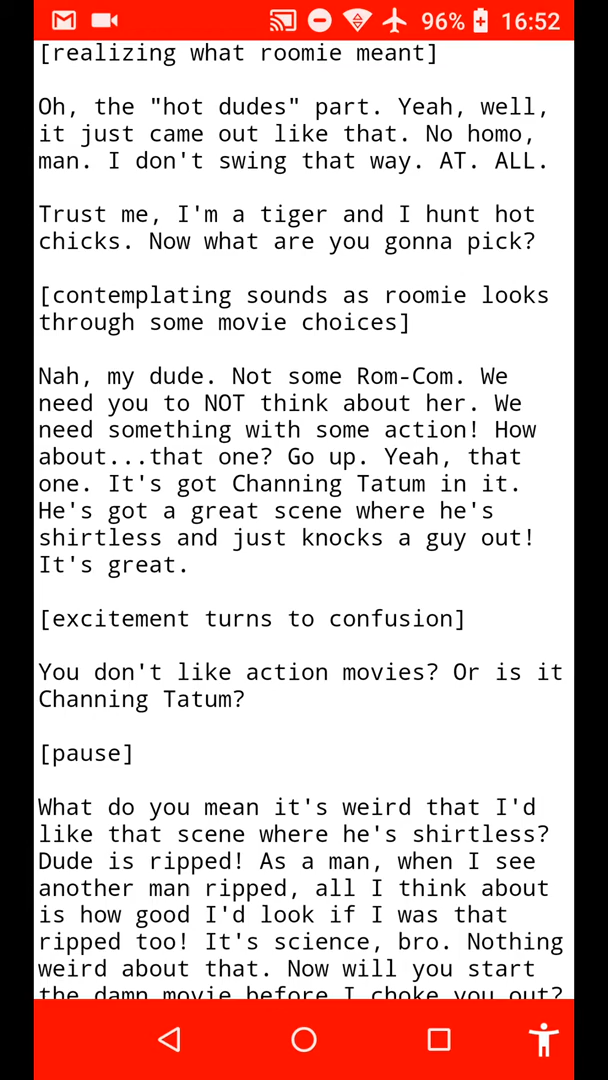 96% 16:52
[realizing what roomie meant]
Oh, the "hot dudes" part. Yeah, well,
it just came out like that. No homo,
man. I don't swing that way. AT. ALL.
Trust me, I'm a tiger and I hunt hot
chicks. Now what are you gonna pick?
[contemplating sounds as roomie looks
through some movie choices]
Nah, my dude. Not some Rom-Com. We
need you to NOT think about her. We
need something with some action! How
about...that one? Go up. Yeah, that
one. It's got Channing Tatum in it.
He's got a great scene where he's
shirtless and just knocks a guy out!
It's great.
[excitement turns to confusion]
You don't like action movies? Or is it
Channing Tatum?
[pause]
What do you mean it's weird that I'd
like that scene where he's shirtless?
Dude is ripped! As a man, when I see
another man ripped, all I think about
is how good I'd look if I was that
ripped too! It's science, bro. Nothing
weird about that. Now will you start
the damn movie before I choke you out?